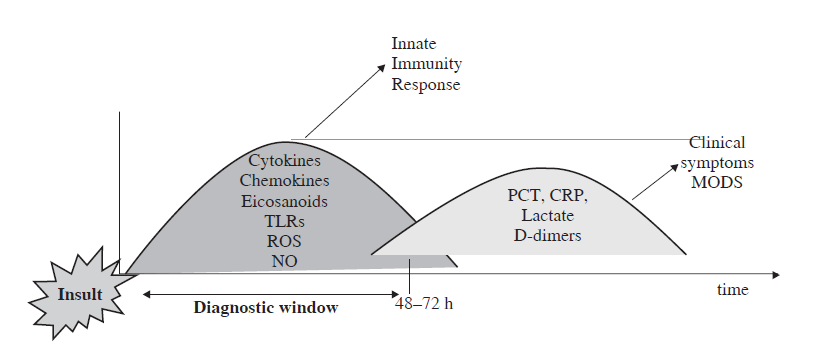 Innate
Immunity
Response
Cytokines
Chemokines
Eicosanoids
TLRs
ROS
NO
PCT, CRP,
Lactate
D-dimers
Clinical
symptoms
MODS
Insult
Diagnostic window
48–72 h
time